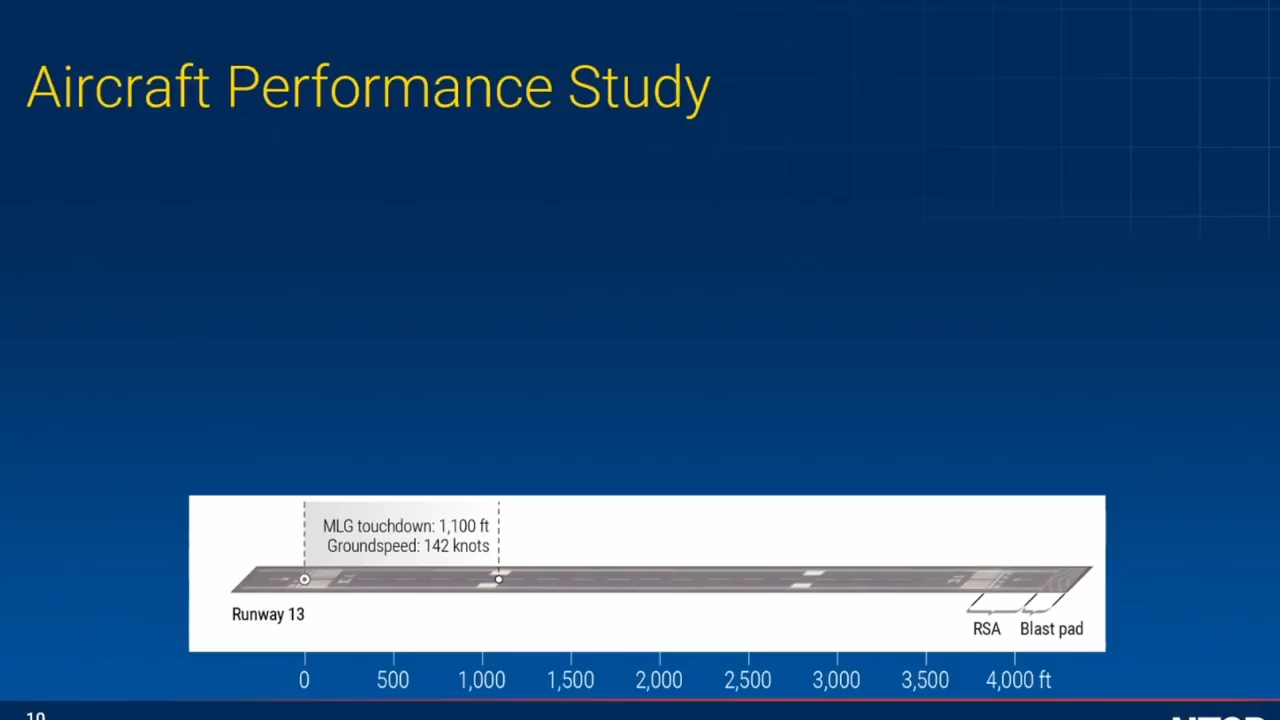 Aircraft Performance Study
MLG touchdown: 1,100 ft
Groundspeed: 142 knots
Runway 13
RSA
Blast pad
0
500
1,000
1,500
2,000
2,500
3,000
3,500
4,000 ft